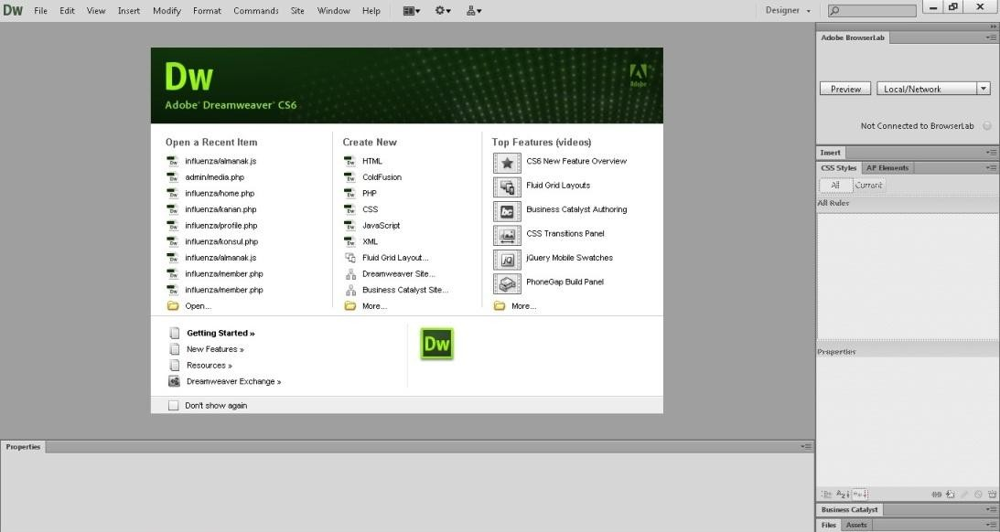 Dw File Edit View Insert Modify Format Commands Site Window Help Designer
Adobe BrowserLab
Preview Local/Network
Not Connected to BrowserLab
Insert
CSS Styles AP Elements
All Current
All Rules
Properties
Business Catalyst
Files Assets
Dw
Adobe® Dreamweaver® CS6
Adobe
Open a Recent Item
influenza/almanak.js
admin/media.php
influenza/home.php
influenza/kanan.php
influenza/profile.php
influenza/konsul.php
influenza/almanak.js
influenza/member.php
influenza/member.php
Open...
Create New
HTML
ColdFusion
PHP
CSS
JavaScript
XML
Fluid Grid Layout...
Dreamweaver Site...
Business Catalyst Site...
More...
Top Features (videos)
CS6 New Feature Overview
Fluid Grid Layouts
Business Catalyst Authoring
CSS Transitions Panel
jQuery Mobile Swatches
PhoneGap Build Panel
More...
Getting Started »
New Features »
Resources »
Dreamweaver Exchange »
Dw
Don't show again
Properties